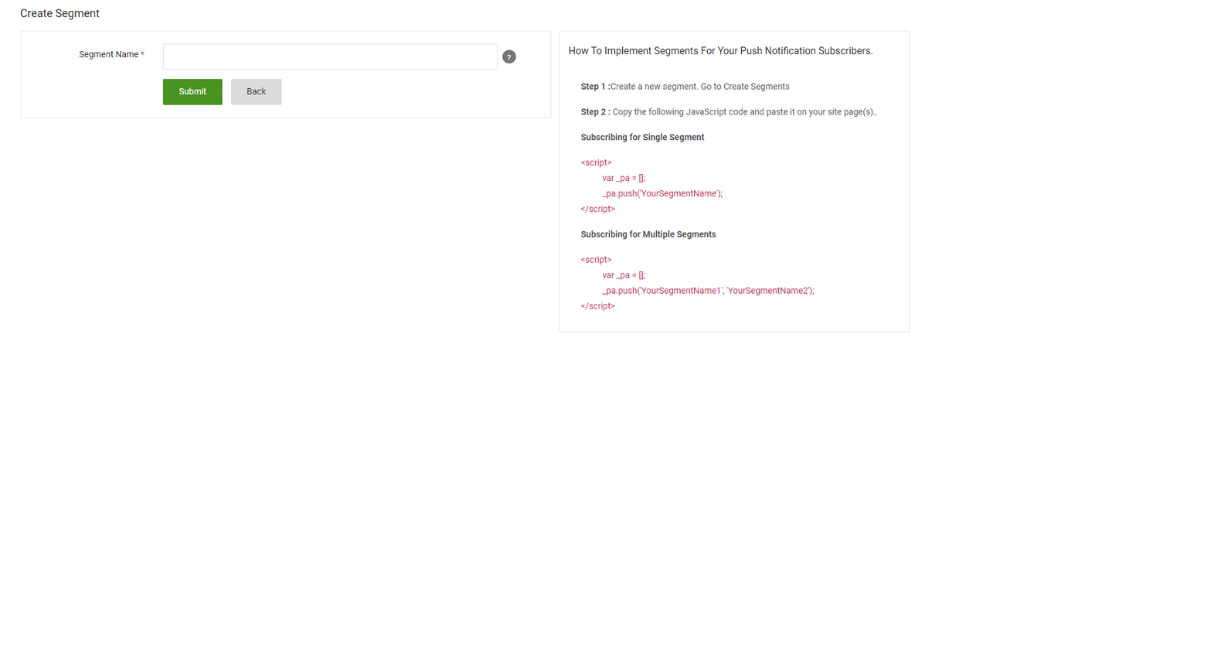 Create Segment
Segment Name *
?
Submit
Back
How To Implement Segments For Your Push Notification Subscribers.
Step 1 :Create a new segment. Go to Create Segments
Step 2 : Copy the following JavaScript code and paste it on your site page(s)..
Subscribing for Single Segment
<script>
var _pa = [];
_pa.push('YourSegmentName');
</script>
Subscribing for Multiple Segments
<script>
var _pa = [];
_pa.push('YourSegmentName1', 'YourSegmentName2');
</script>